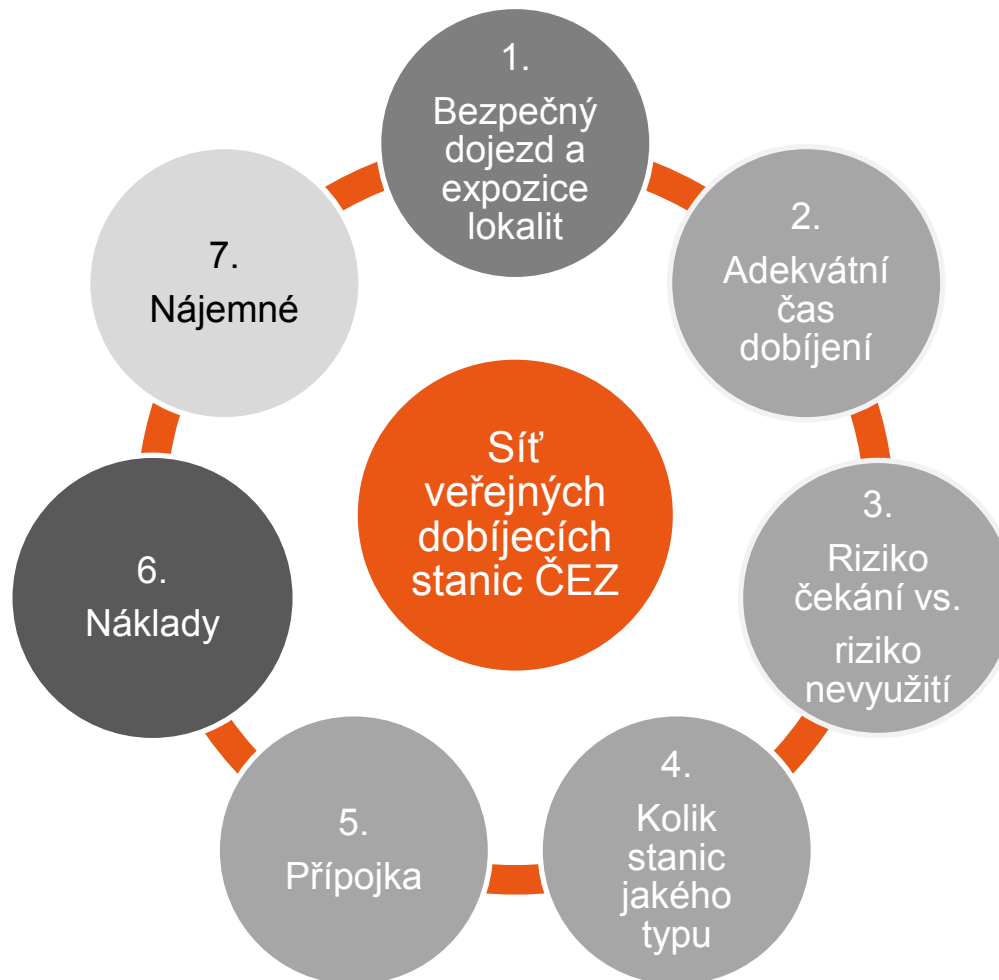 1.
Bezpečný
dojezd a
expozice
lokalit
2.
Adekvátní
čas
dobíjení
3.
Riziko
čekání vs.
riziko
nevyužití
4.
Kolik
stanic
jakého
typu
5.
Přípojka
6.
Náklady
7.
Nájemné
Síť
veřejných
dobíjecích
stanic ČEZ